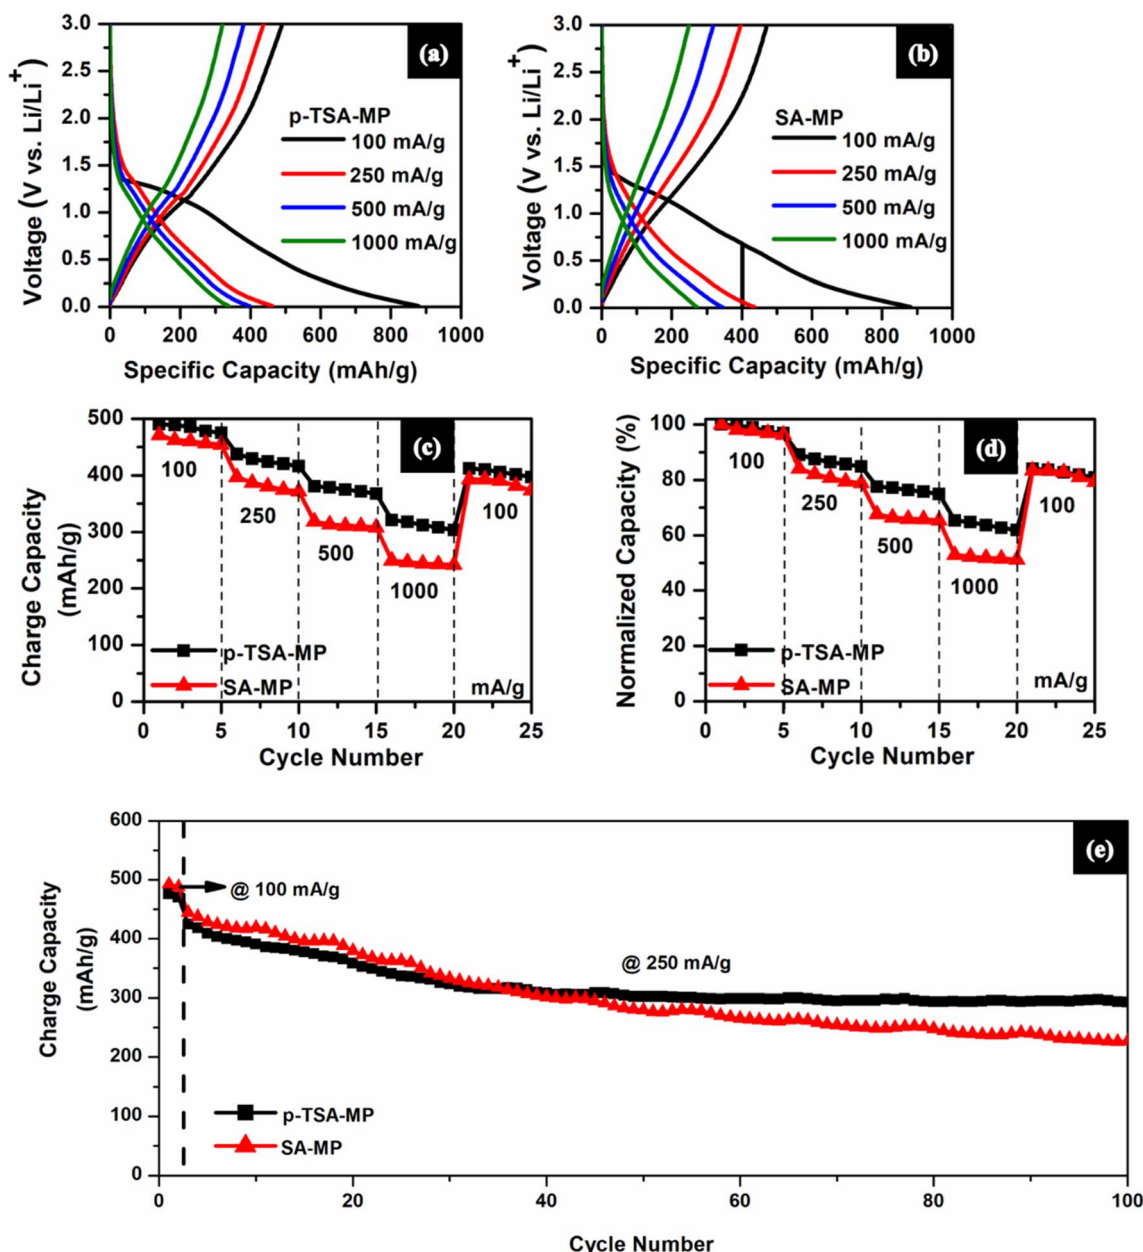 (a)
Voltage (V vs. Li/Li+)
3.0
2.5
2.0
1.5
1.0
0.5
0.0
p-TSA-MP
100 mA/g
250 mA/g
500 mA/g
1000 mA/g
0 200 400 600 800 1000
Specific Capacity (mAh/g)
(b)
Voltage (V vs. Li/Li+)
3.0
2.5
2.0
1.5
1.0
0.5
0.0
SA-MP
100 mA/g
250 mA/g
500 mA/g
1000 mA/g
0 200 400 600 800 1000
Specific Capacity (mAh/g)
(c)
Charge Capacity
(mAh/g)
500
400
300
200
100
0
100
250
500
1000
100
p-TSA-MP
SA-MP
mA/g
0 5 10 15 20 25
Cycle Number
(d)
Normalized Capacity (%)
100
80
60
40
20
0
100
250
500
1000
100
p-TSA-MP
SA-MP
mA/g
0 5 10 15 20 25
Cycle Number
(e)
Charge Capacity
(mAh/g)
600
500
400
300
200
100
0
@ 100 mA/g
@ 250 mA/g
p-TSA-MP
SA-MP
0 20 40 60 80 100
Cycle Number